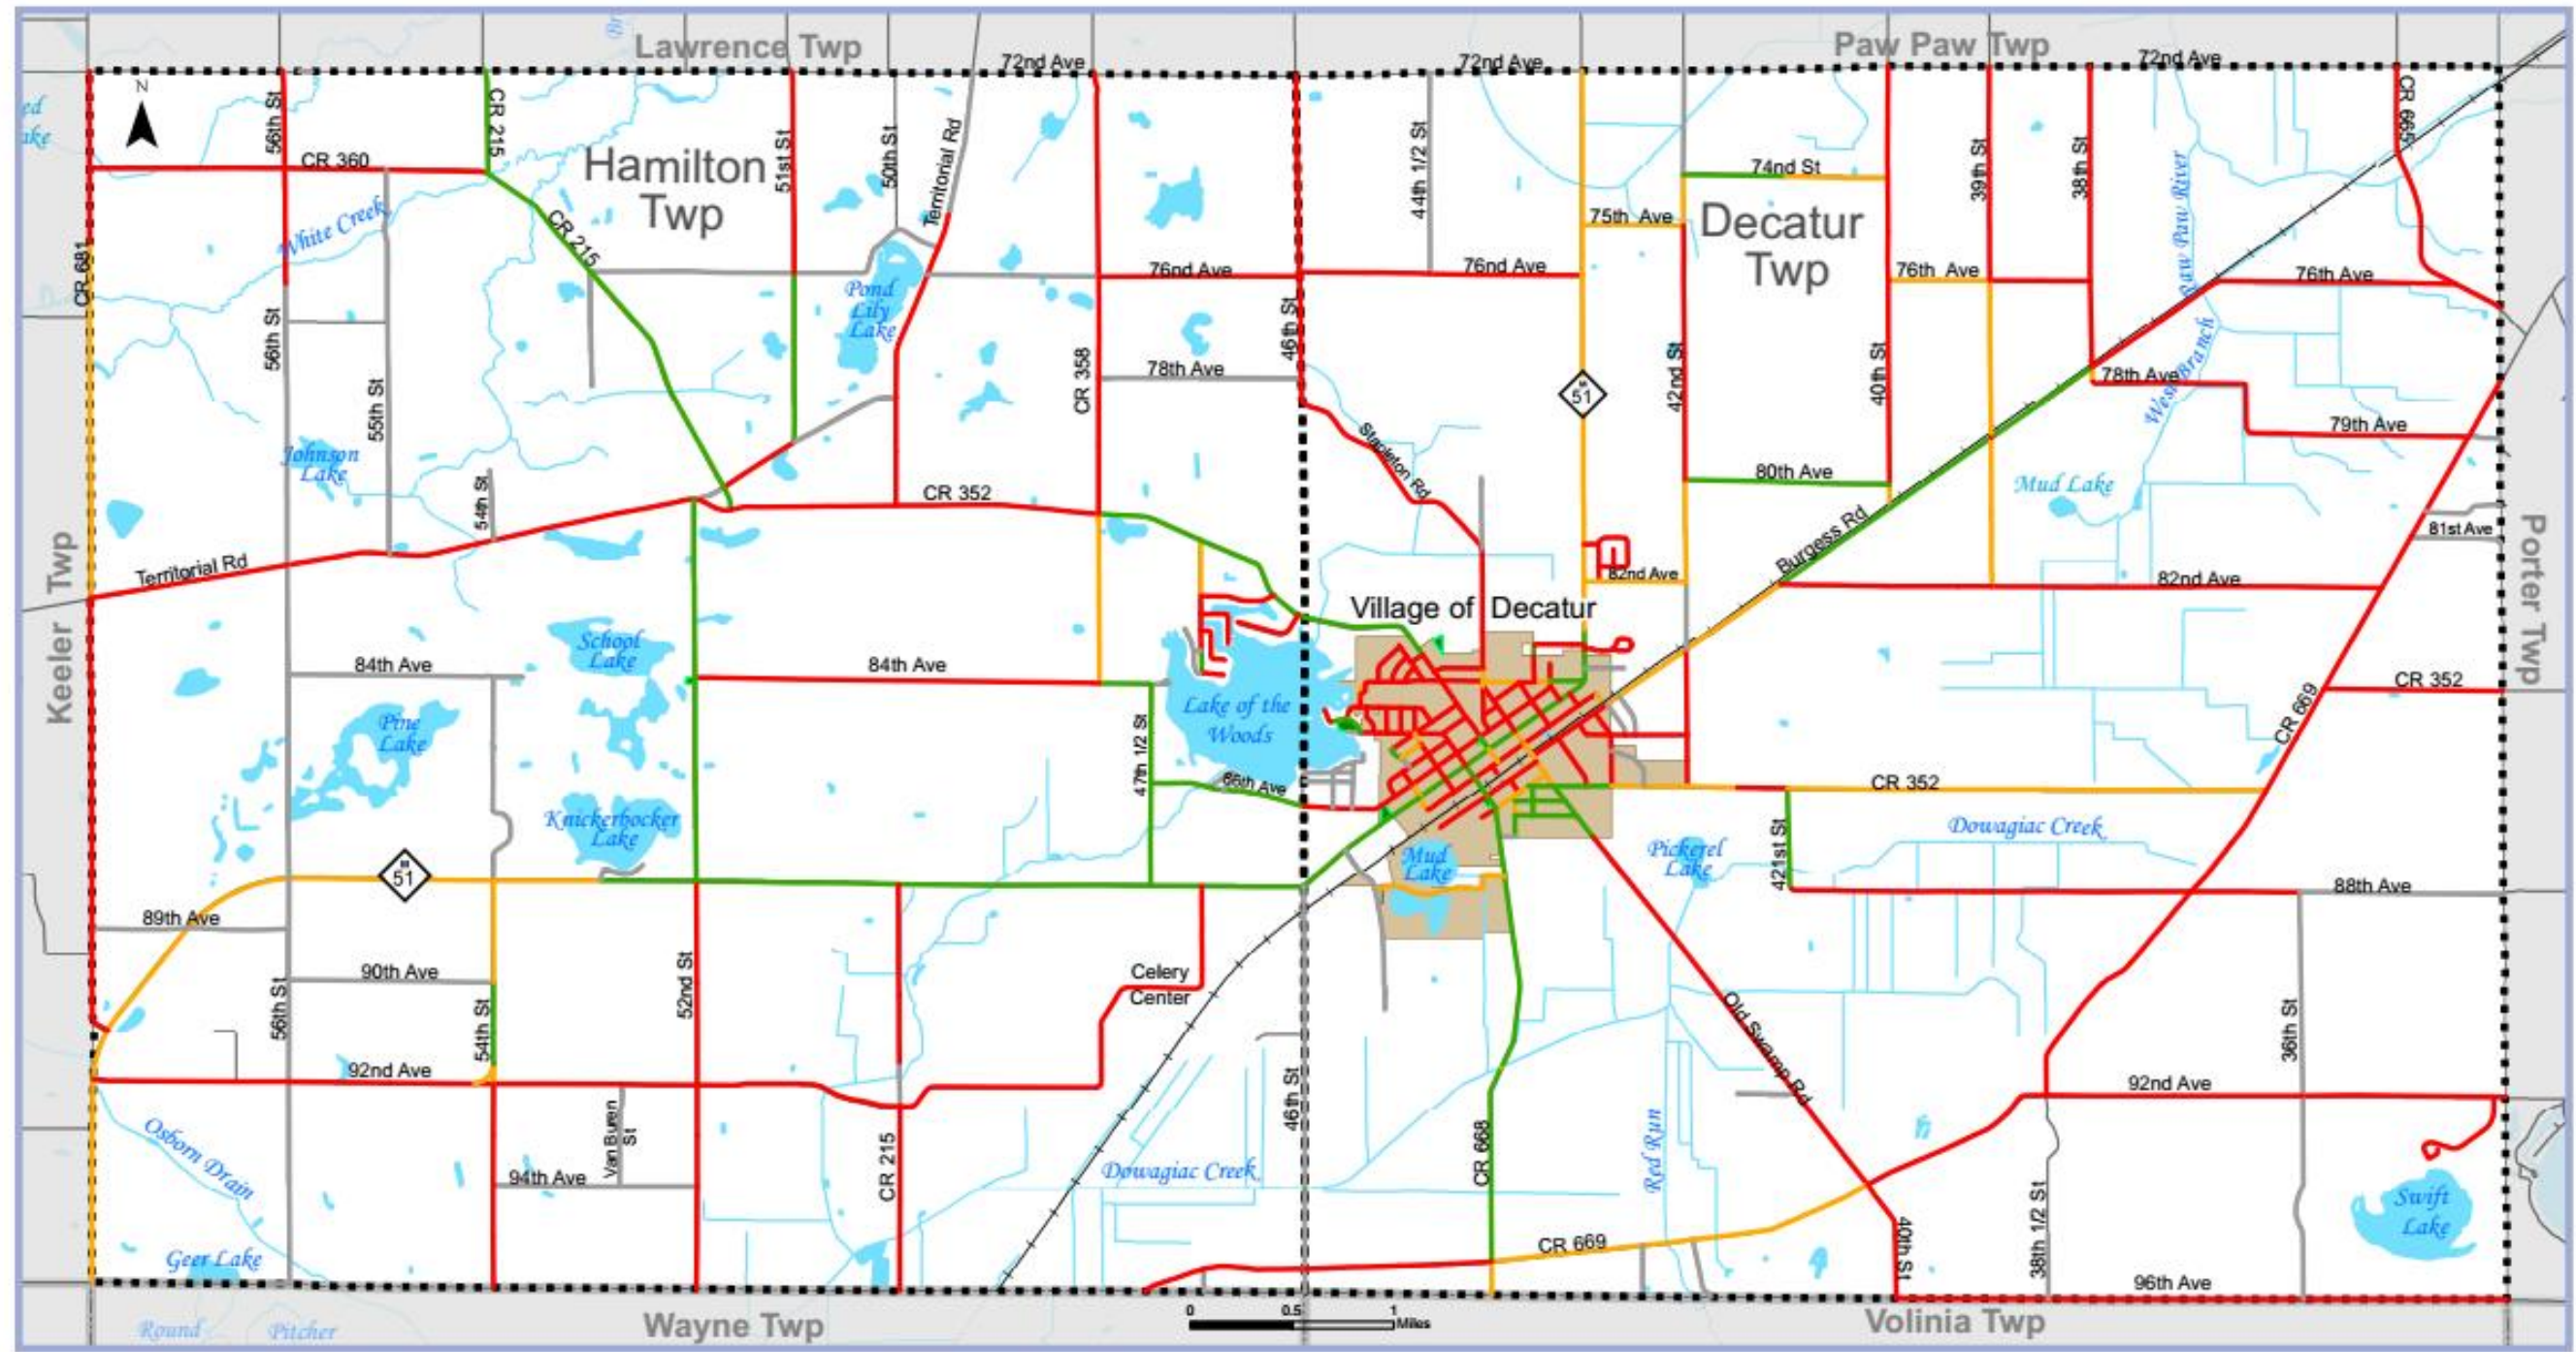 Lawrence Twp
Paw Paw Twp
72nd Ave
72nd Ave
72nd Ave
N
56th St
CR 215
CR 360
Hamilton
Twp
51st St
50th St
Territorial Rd
44th 1/2 St
74nd St
39th St
38th St
CR 665
Paw Paw River
White Creek
CR 215
75th Ave
Decatur
Twp
CR 681
76nd Ave
76nd Ave
76th Ave
76th Ave
Pond
Lily
Lake
56th St
46th St
CR 358
78th Ave
42nd St
40th St
West Branch
78th Ave
55th St
M
51
79th Ave
Stapleton Rd
Johnson
Lake
54th St
CR 352
80th Ave
Mud Lake
Burgess Rd
81st Ave
Territorial Rd
82nd Ave
82nd Ave
Keeler Twp
Porter Twp
Village of Decatur
School
Lake
84th Ave
84th Ave
CR 352
CR 669
Pine
Lake
Lake of the
Woods
47th 1/2 St
66th Ave
CR 352
Knickerbocker
Lake
Dowagiac Creek
421st St
Pickerel
Lake
Mud
Lake
M
51
88th Ave
89th Ave
90th Ave
Celery
Center
52nd St
56th St
54th St
Old Swamp Rd
36th St
92nd Ave
92nd Ave
46th St
Van Buren
St
Osborn Drain
94th Ave
CR 215
Dowagiac Creek
CR 668
Red Run
Swift
Lake
CR 669
40th St
38th 1/2 St
Geer Lake
96th Ave
0 0.5 1
Miles
Round
Pitcher
Wayne Twp
Volinia Twp